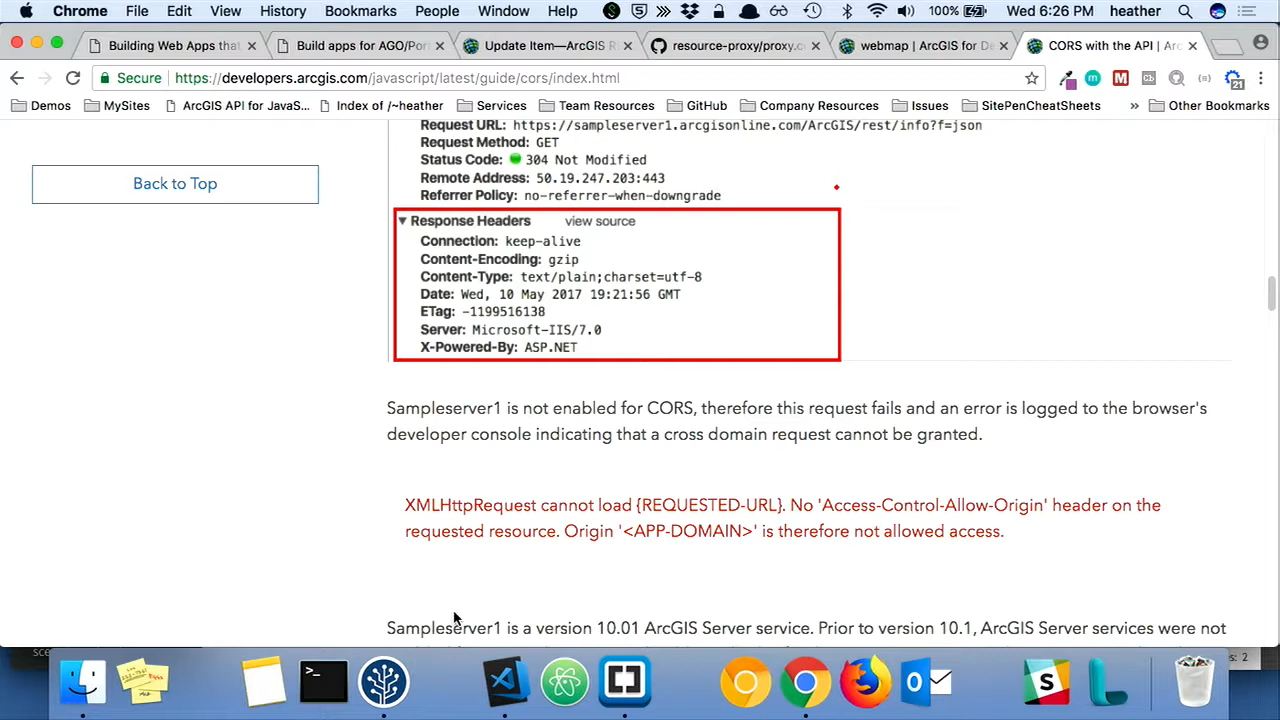 Chrome File Edit View History Bookmarks People Window Help 100% Wed 6:26 PM heather
Building Web Apps that Build apps for AGO/Por Update Item—ArcGIS R resource-proxy/proxy.c webmap | ArcGIS for De CORS with the API | Arc
Secure https://developers.arcgis.com/javascript/latest/guide/cors/index.html 21
Demos MySites ArcGIS API for JavaS... Index of /~heather Services Team Resources GitHub Company Resources Issues SitePenCheatSheets Other Bookmarks
Request URL: https://sampleserver1.arcgisonline.com/ArcGIS/rest/info?f=json
Request Method: GET
Back to Top
Status Code: 304 Not Modified
Remote Address: 50.19.247.203:443
Referrer Policy: no-referrer-when-downgrade
Response Headers view source
Connection: keep-alive
Content-Encoding: gzip
Content-Type: text/plain;charset=utf-8
Date: Wed, 10 May 2017 19:21:56 GMT
ETag: -1199516138
Server: Microsoft-IIS/7.0
X-Powered-By: ASP.NET
Sampleserver1 is not enabled for CORS, therefore this request fails and an error is logged to the browser's
developer console indicating that a cross domain request cannot be granted.
XMLHttpRequest cannot load {REQUESTED-URL}. No 'Access-Control-Allow-Origin' header on the
requested resource. Origin '<APP-DOMAIN>' is therefore not allowed access.
Sampleserver1 is a version 10.01 ArcGIS Server service. Prior to version 10.1, ArcGIS Server services were not